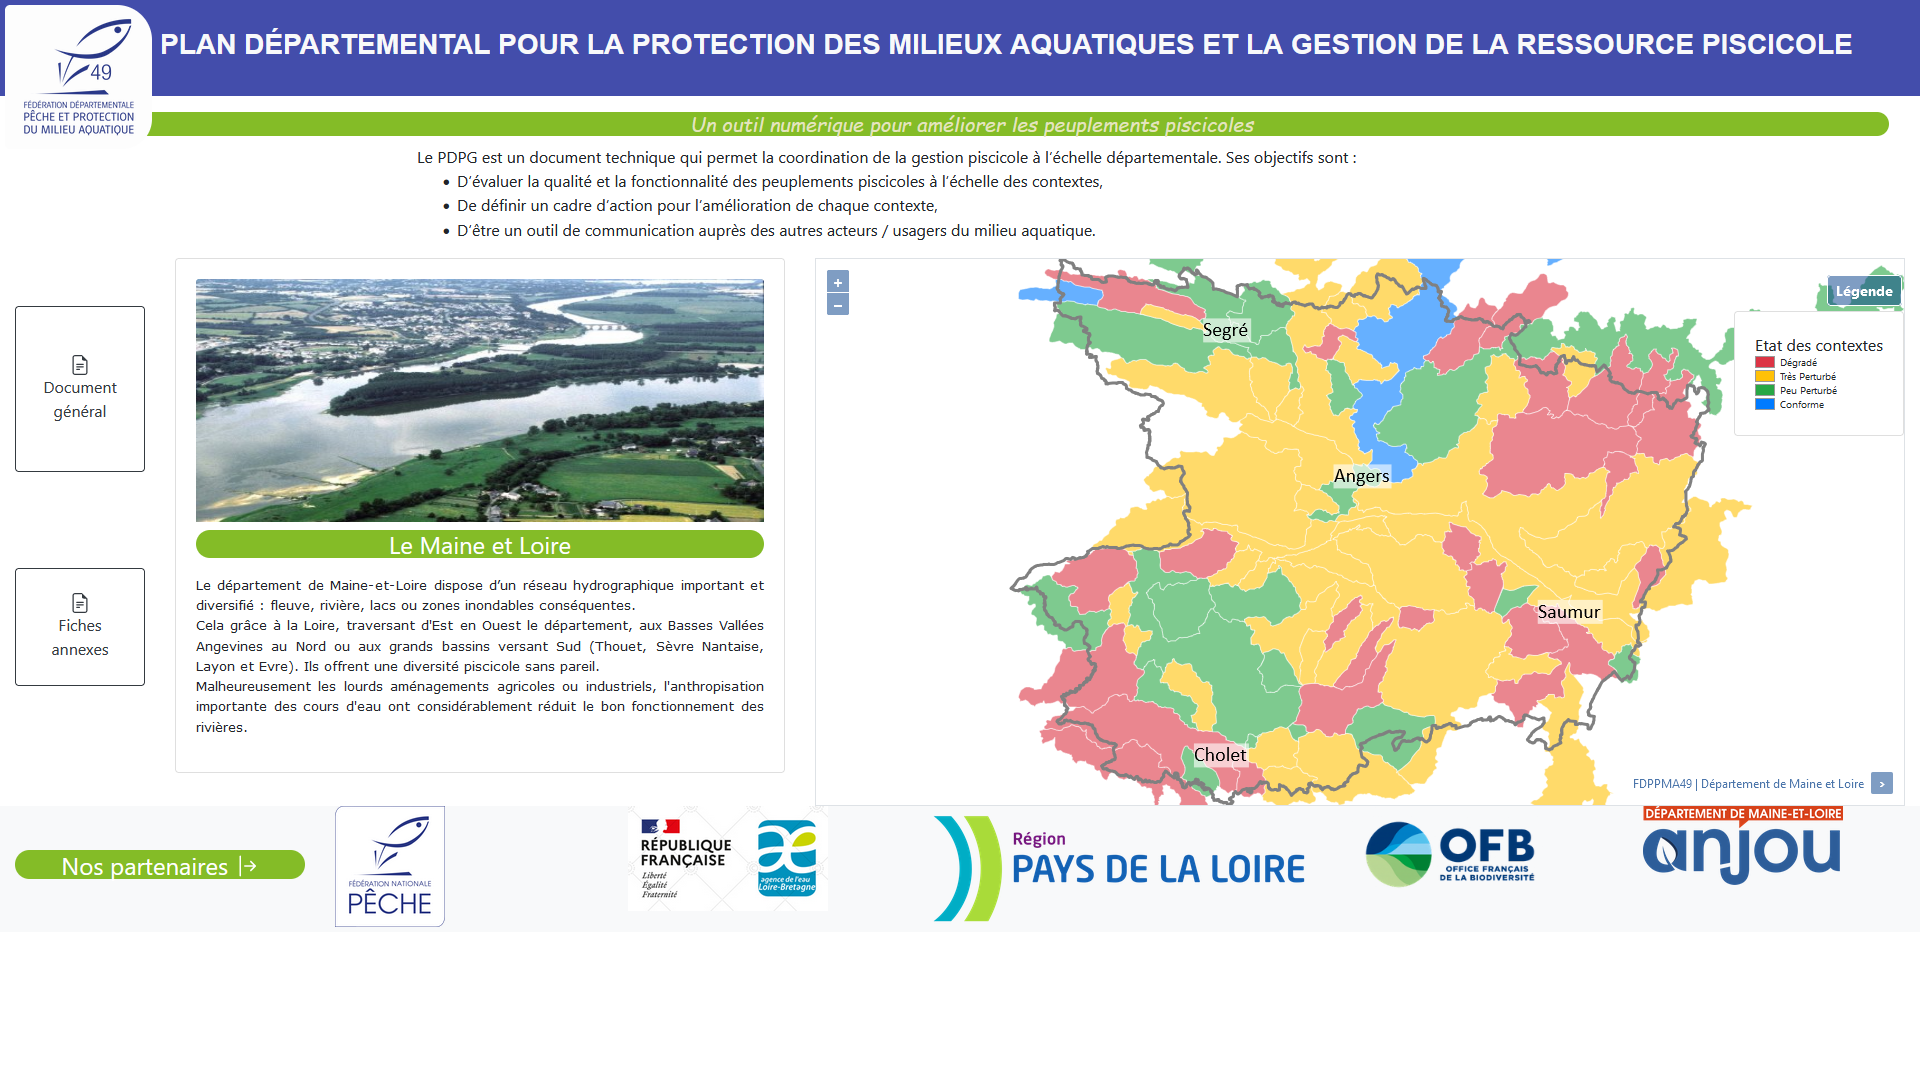 49
FÉDÉRATION DÉPARTEMENTALE
PÊCHE ET PROTECTION
DU MILIEU AQUATIQUE
PLAN DÉPARTEMENTAL POUR LA PROTECTION DES MILIEUX AQUATIQUES ET LA GESTION DE LA RESSOURCE PISCICOLE
Un outil numérique pour améliorer les peuplements piscicoles
Le PDPG est un document technique qui permet la coordination de la gestion piscicole à l’échelle départementale. Ses objectifs sont :
• D’évaluer la qualité et la fonctionnalité des peuplements piscicoles à l’échelle des contextes,
• De définir un cadre d’action pour l’amélioration de chaque contexte,
• D’être un outil de communication auprès des autres acteurs / usagers du milieu aquatique.
Document
général
Fiches
annexes
Le Maine et Loire
Le département de Maine-et-Loire dispose d’un réseau hydrographique important et
diversifié : fleuve, rivière, lacs ou zones inondables conséquentes.
Cela grâce à la Loire, traversant d'Est en Ouest le département, aux Basses Vallées
Angevines au Nord ou aux grands bassins versant Sud (Thouet, Sèvre Nantaise,
Layon et Evre). Ils offrent une diversité piscicole sans pareil.
Malheureusement les lourds aménagements agricoles ou industriels, l'anthropisation
importante des cours d'eau ont considérablement réduit le bon fonctionnement des
rivières.
+
–
Segré
Angers
Saumur
Cholet
Légende
Etat des contextes
Dégradé
Très Perturbé
Peu Perturbé
Conforme
FDPPMA49 | Département de Maine et Loire
›
Nos partenaires
FÉDÉRATION NATIONALE
PÊCHE
RÉPUBLIQUE
FRANÇAISE
Liberté
Égalité
Fraternité
agence de l'eau
Loire-Bretagne
Région
PAYS DE LA LOIRE
OFB
OFFICE FRANÇAIS
DE LA BIODIVERSITÉ
DÉPARTEMENT DE MAINE-ET-LOIRE
anjou